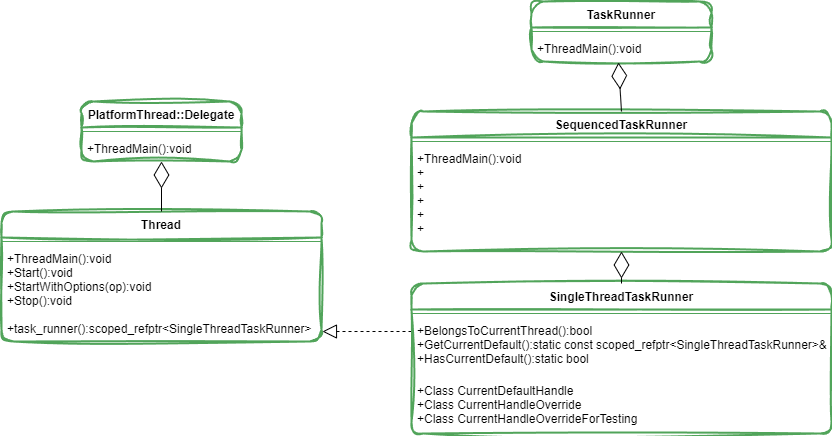 TaskRunner
+ThreadMain():void
PlatformThread::Delegate
+ThreadMain():void
SequencedTaskRunner
+ThreadMain():void
+
+
+
+
+
Thread
+ThreadMain():void
+Start():void
+StartWithOptions(op):void
+Stop():void
+task_runner():scoped_refptr<SingleThreadTaskRunner>
SingleThreadTaskRunner
+BelongsToCurrentThread():bool
+GetCurrentDefault():static const scoped_refptr<SingleThreadTaskRunner>&
+HasCurrentDefault():static bool
+Class CurrentDefaultHandle
+Class CurrentHandleOverride
+Class CurrentHandleOverrideForTesting